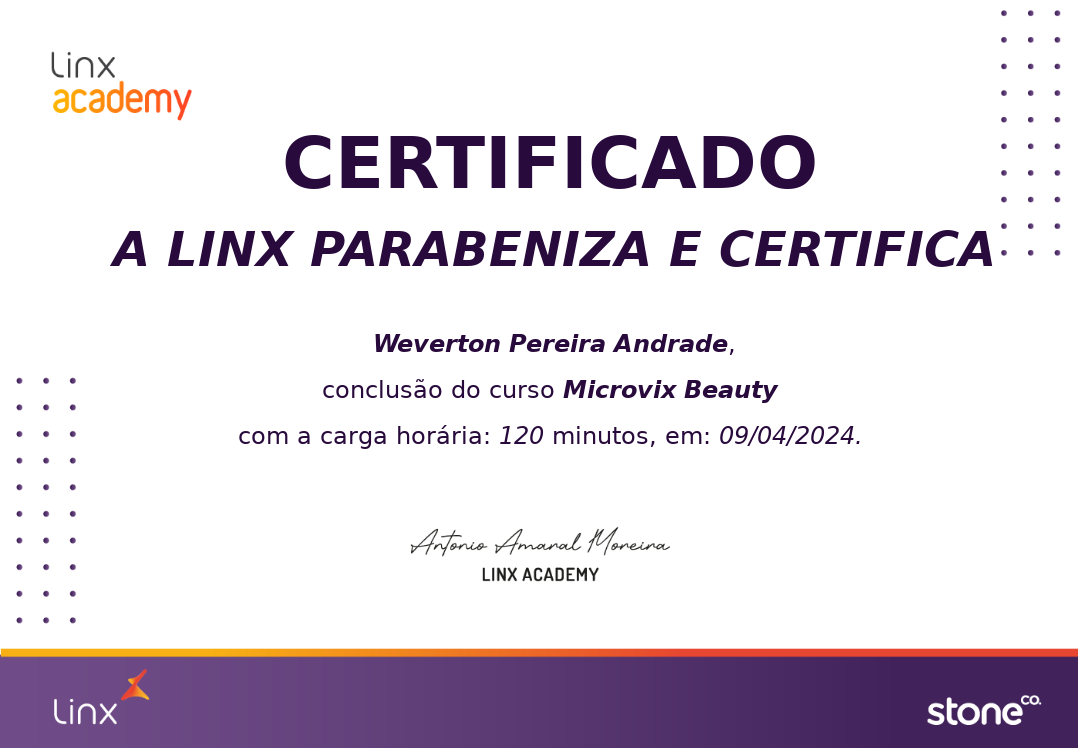 Linx
academy
CERTIFICADO
A LINX PARABENIZA E CERTIFICA
Weverton Pereira Andrade,
conclusão do curso Microvix Beauty
com a carga horária: 120 minutos, em: 09/04/2024.
Antonio Amaral Moreira
LINX ACADEMY
Linx
stone co.